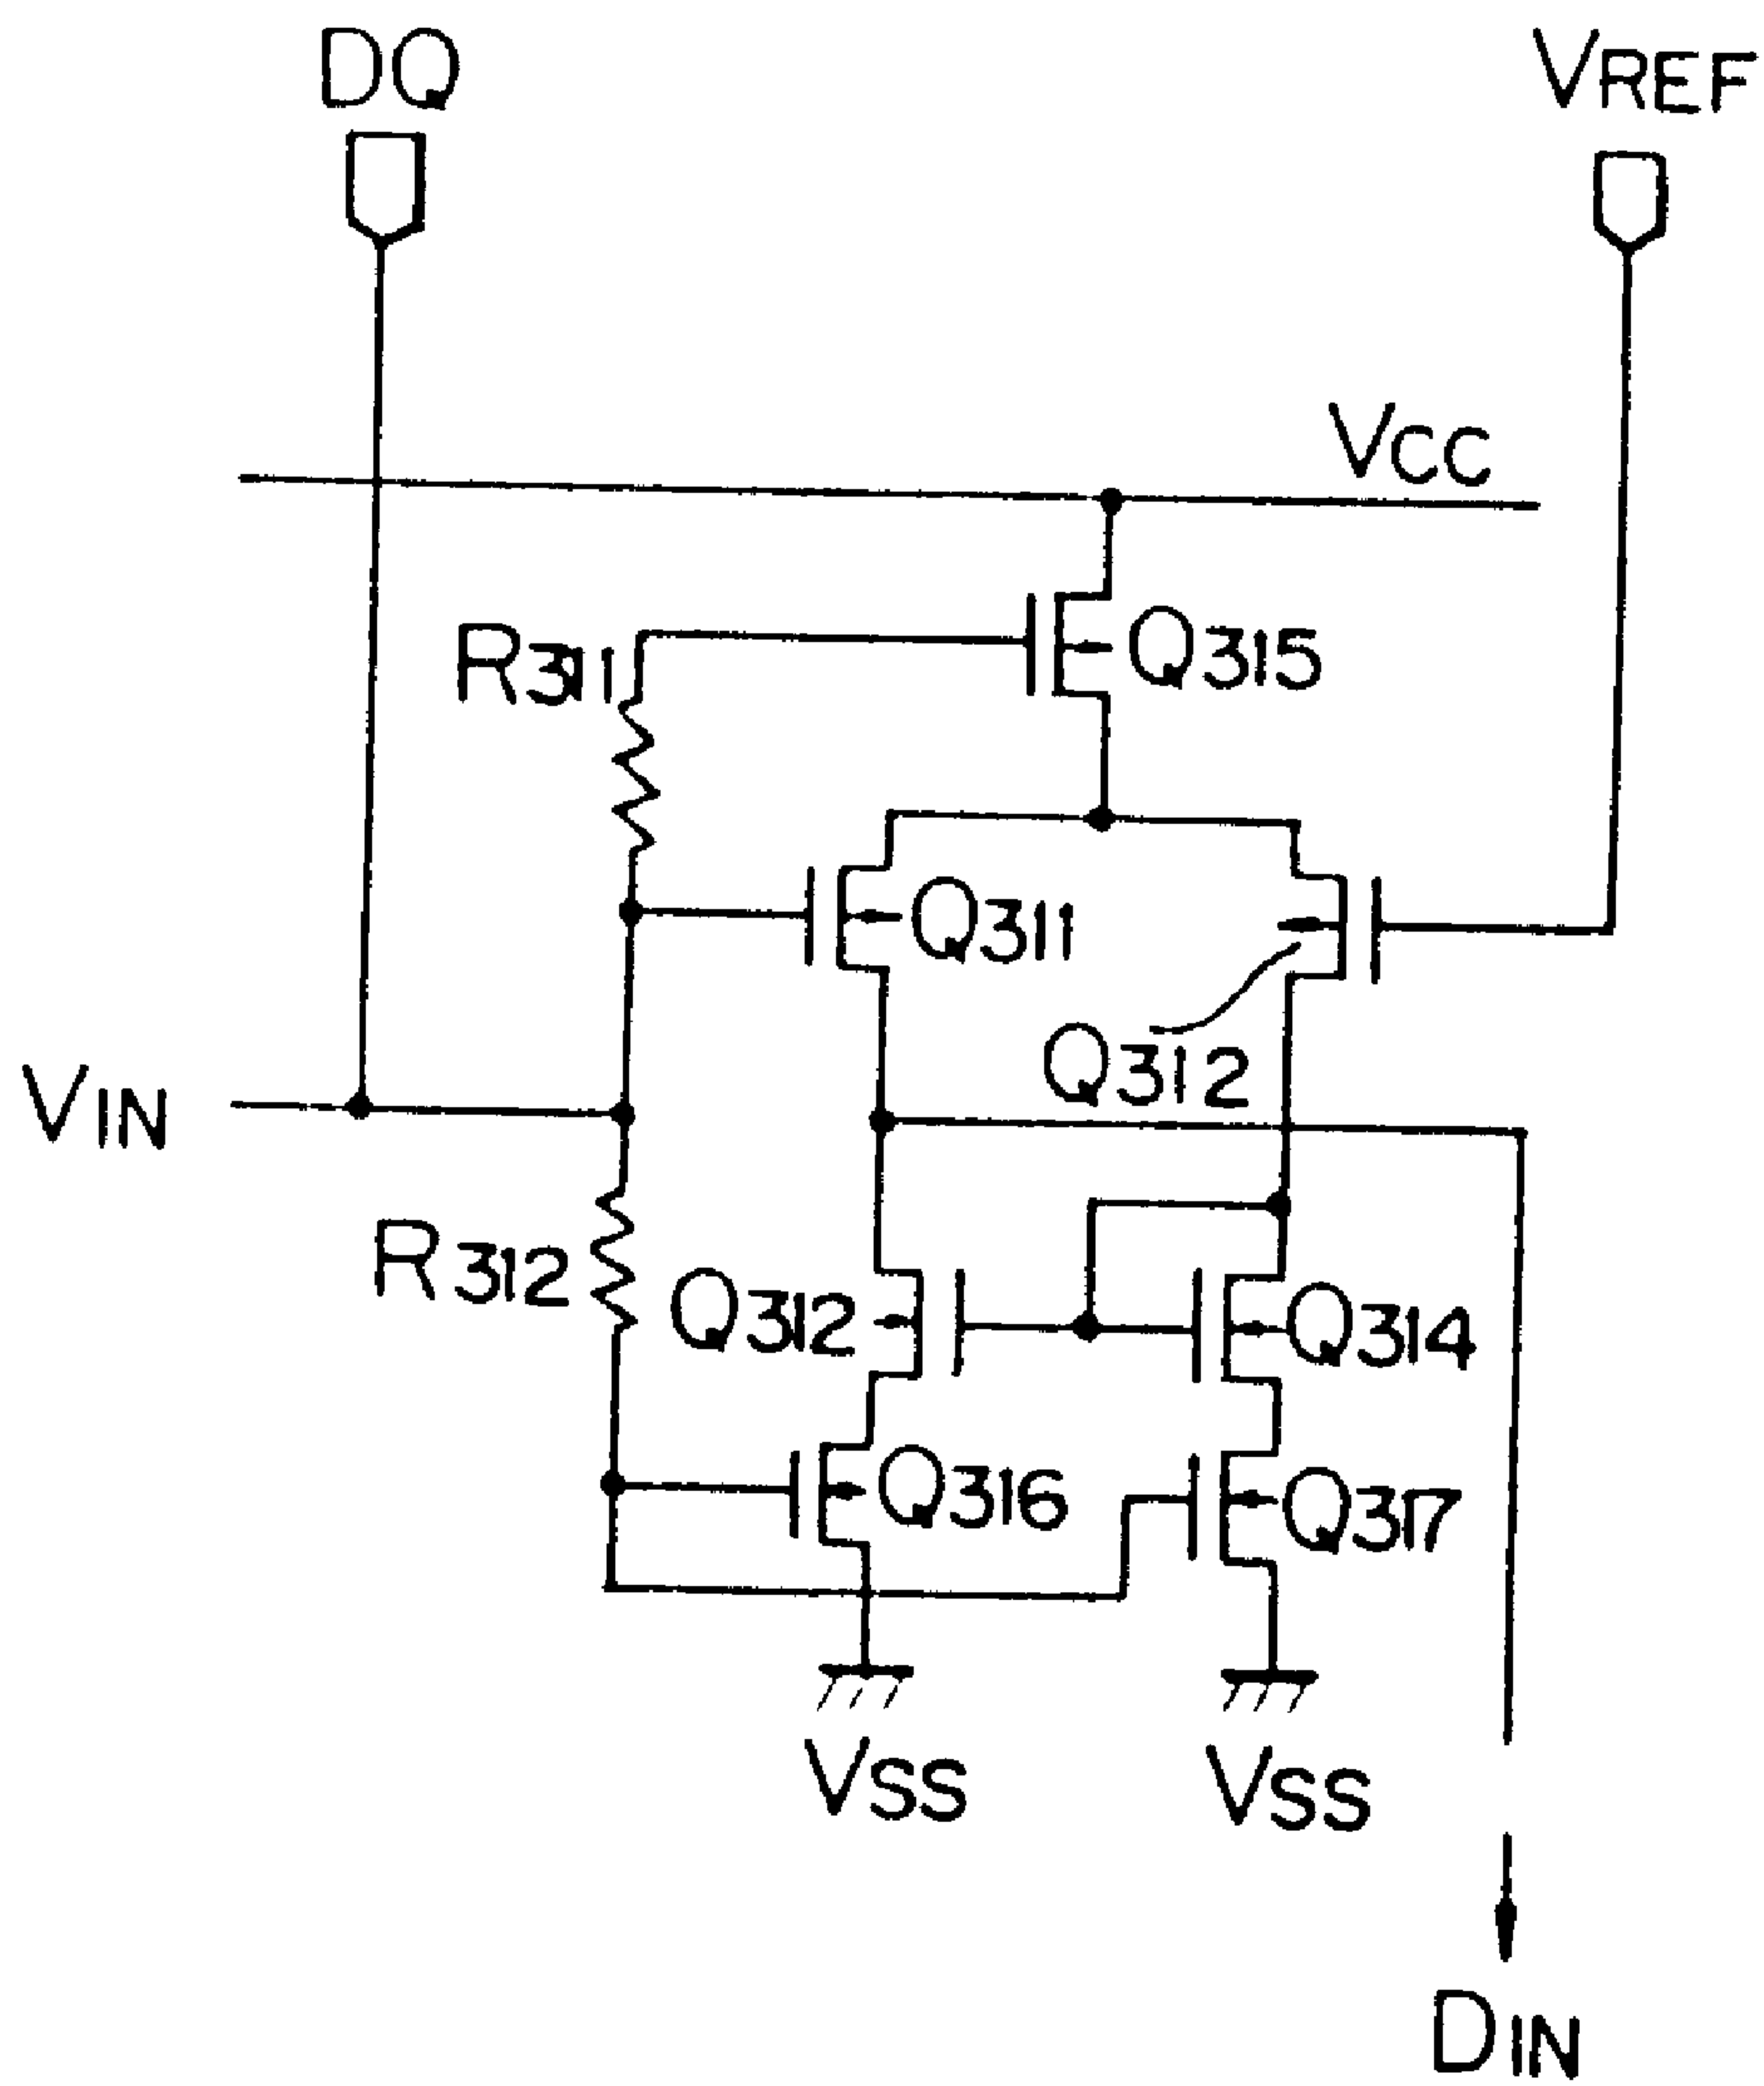 DQ
VREF
VCC
R311
Q315
Q311
Q312
VIN
R312
Q312
Q314
Q316
Q317
VSS
VSS
DIN